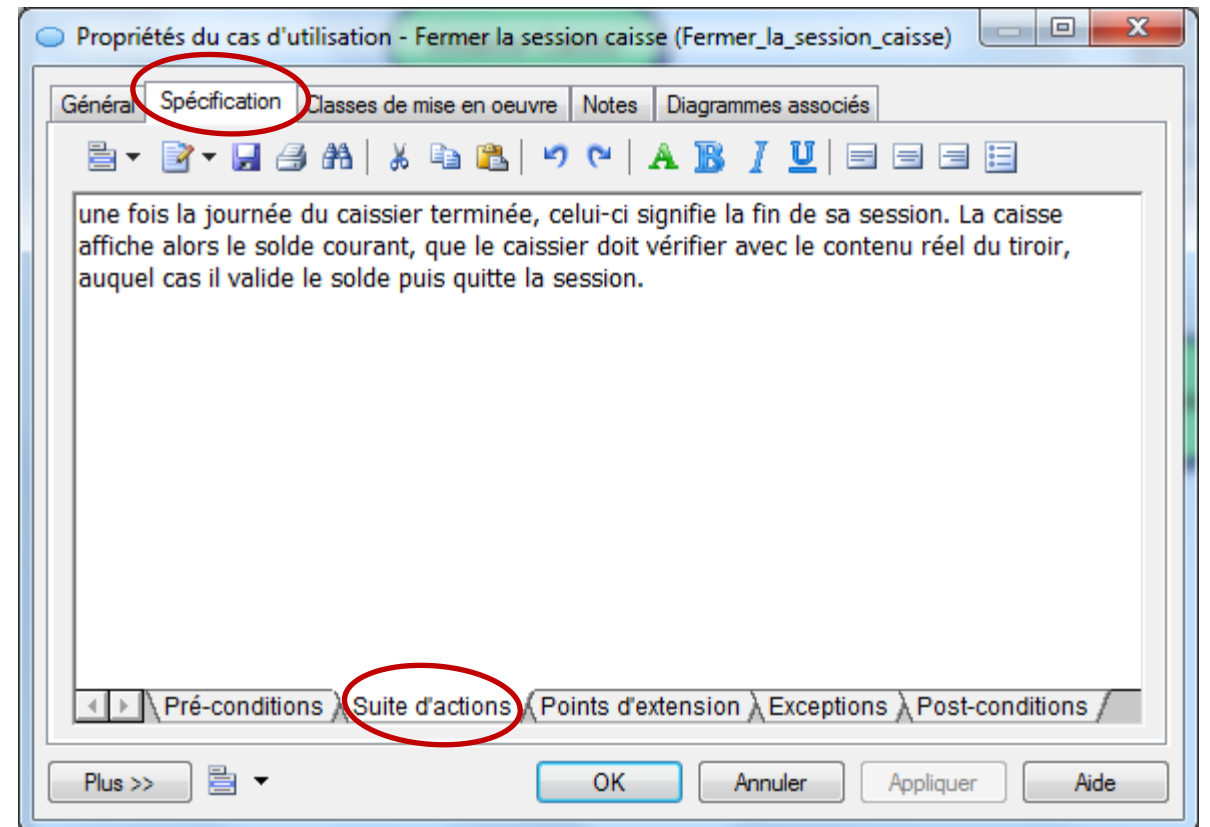 Propriétés du cas d'utilisation - Fermer la session caisse (Fermer_la_session_caisse)
Général Spécification Classes de mise en oeuvre Notes Diagrammes associés
A B I U
une fois la journée du caissier terminée, celui-ci signifie la fin de sa session. La caisse
affiche alors le solde courant, que le caissier doit vérifier avec le contenu réel du tiroir,
auquel cas il valide le solde puis quitte la session.
Pré-conditions Suite d'actions Points d'extension Exceptions Post-conditions
Plus >> OK Annuler Appliquer Aide